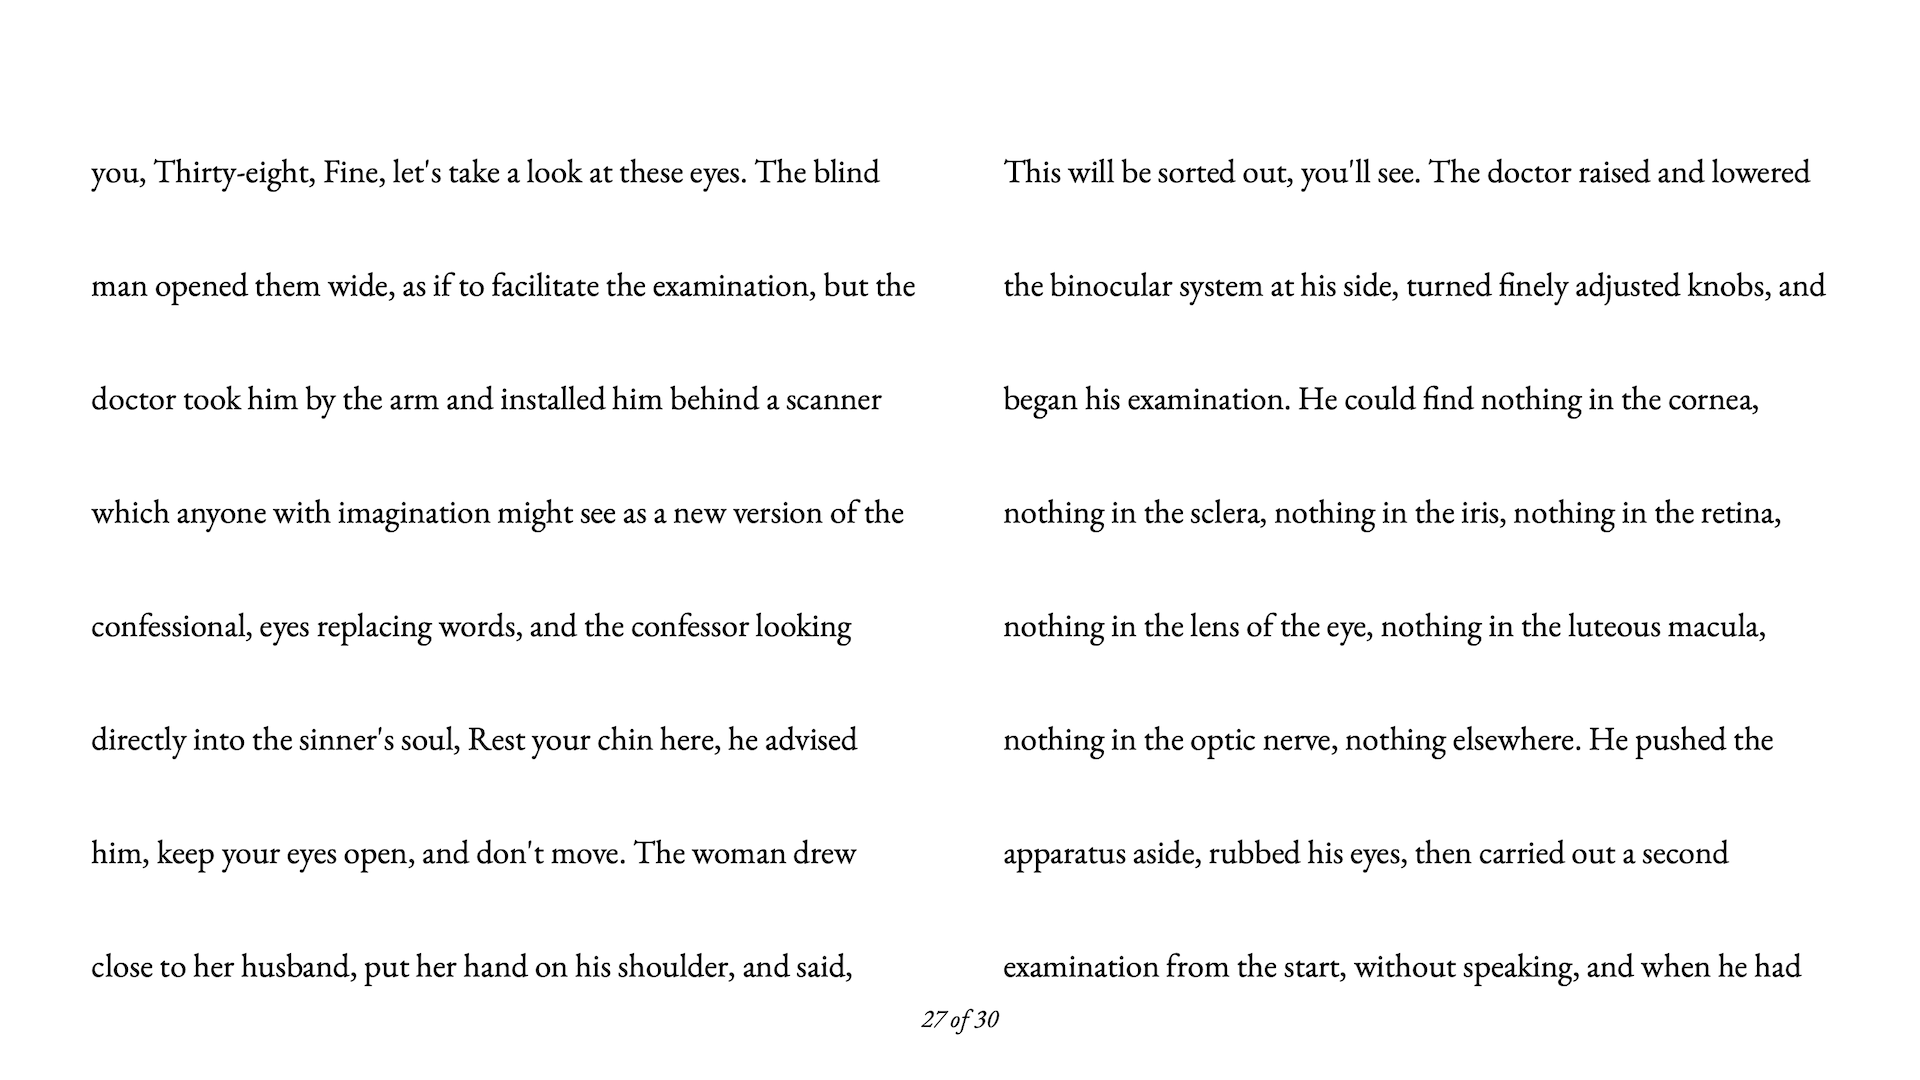 you, Thirty-eight, Fine, let's take a look at these eyes. The blind
man opened them wide, as if to facilitate the examination, but the
doctor took him by the arm and installed him behind a scanner
which anyone with imagination might see as a new version of the
confessional, eyes replacing words, and the confessor looking
directly into the sinner's soul, Rest your chin here, he advised
him, keep your eyes open, and don't move. The woman drew
close to her husband, put her hand on his shoulder, and said,
This will be sorted out, you'll see. The doctor raised and lowered
the binocular system at his side, turned finely adjusted knobs, and
began his examination. He could find nothing in the cornea,
nothing in the sclera, nothing in the iris, nothing in the retina,
nothing in the lens of the eye, nothing in the luteous macula,
nothing in the optic nerve, nothing elsewhere. He pushed the
apparatus aside, rubbed his eyes, then carried out a second
examination from the start, without speaking, and when he had
27 of 30